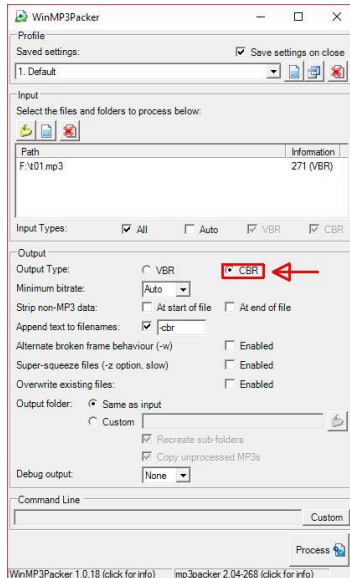 WinMP3Packer
Profile
Saved settings:
Save settings on close
1. Default
Input
Select the files and folders to process below:
Path Information
F:\t01.mp3 271 (VBR)
Input Types: All Auto VBR CBR
Output
Output Type: VBR CBR
Minimum bitrate: Auto
Strip non-MP3 data: At start of file At end of file
Append text to filenames: -cbr
Alternate broken frame behaviour (-w) Enabled
Super-squeeze files (-z option, slow) Enabled
Overwrite existing files: Enabled
Output folder: Same as input
Custom
Recreate sub-folders
Copy unprocessed MP3s
Debug output: None
Command Line
Custom
Process
WinMP3Packer 1.0.18 (click for info) mp3packer 2.04-268 (click for info)